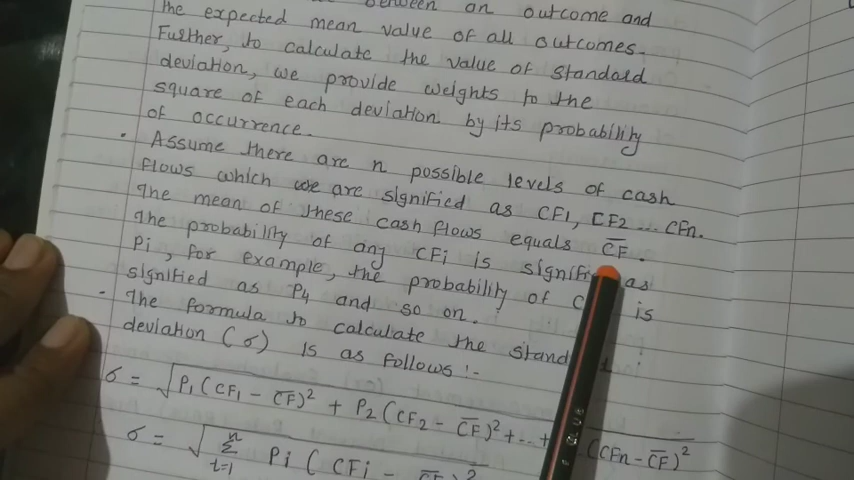 between an outcome and
the expected mean value of all outcomes.
Further, to calculate the value of standard
deviation, we provide weights to the
square of each deviation by its probability
of occurrence.
• Assume there are n possible levels of cash
flows which we are signified as CF1, CF2 ... CFn.
The mean of these cash flows equals C̅F̅.
The probability of any CFi is signifi as
Pi, for example, the probability of C is
signified as P4 and so on.
• The formula to calculate the stand
deviation (σ) is as follows :-
σ = √P1(CF1 - C̅F̅)² + P2(CF2 - C̅F̅)² + ... + (CFn - C̅F̅)²
σ = √ n Σ t=1 Pi (CFi - C̅F̅)²